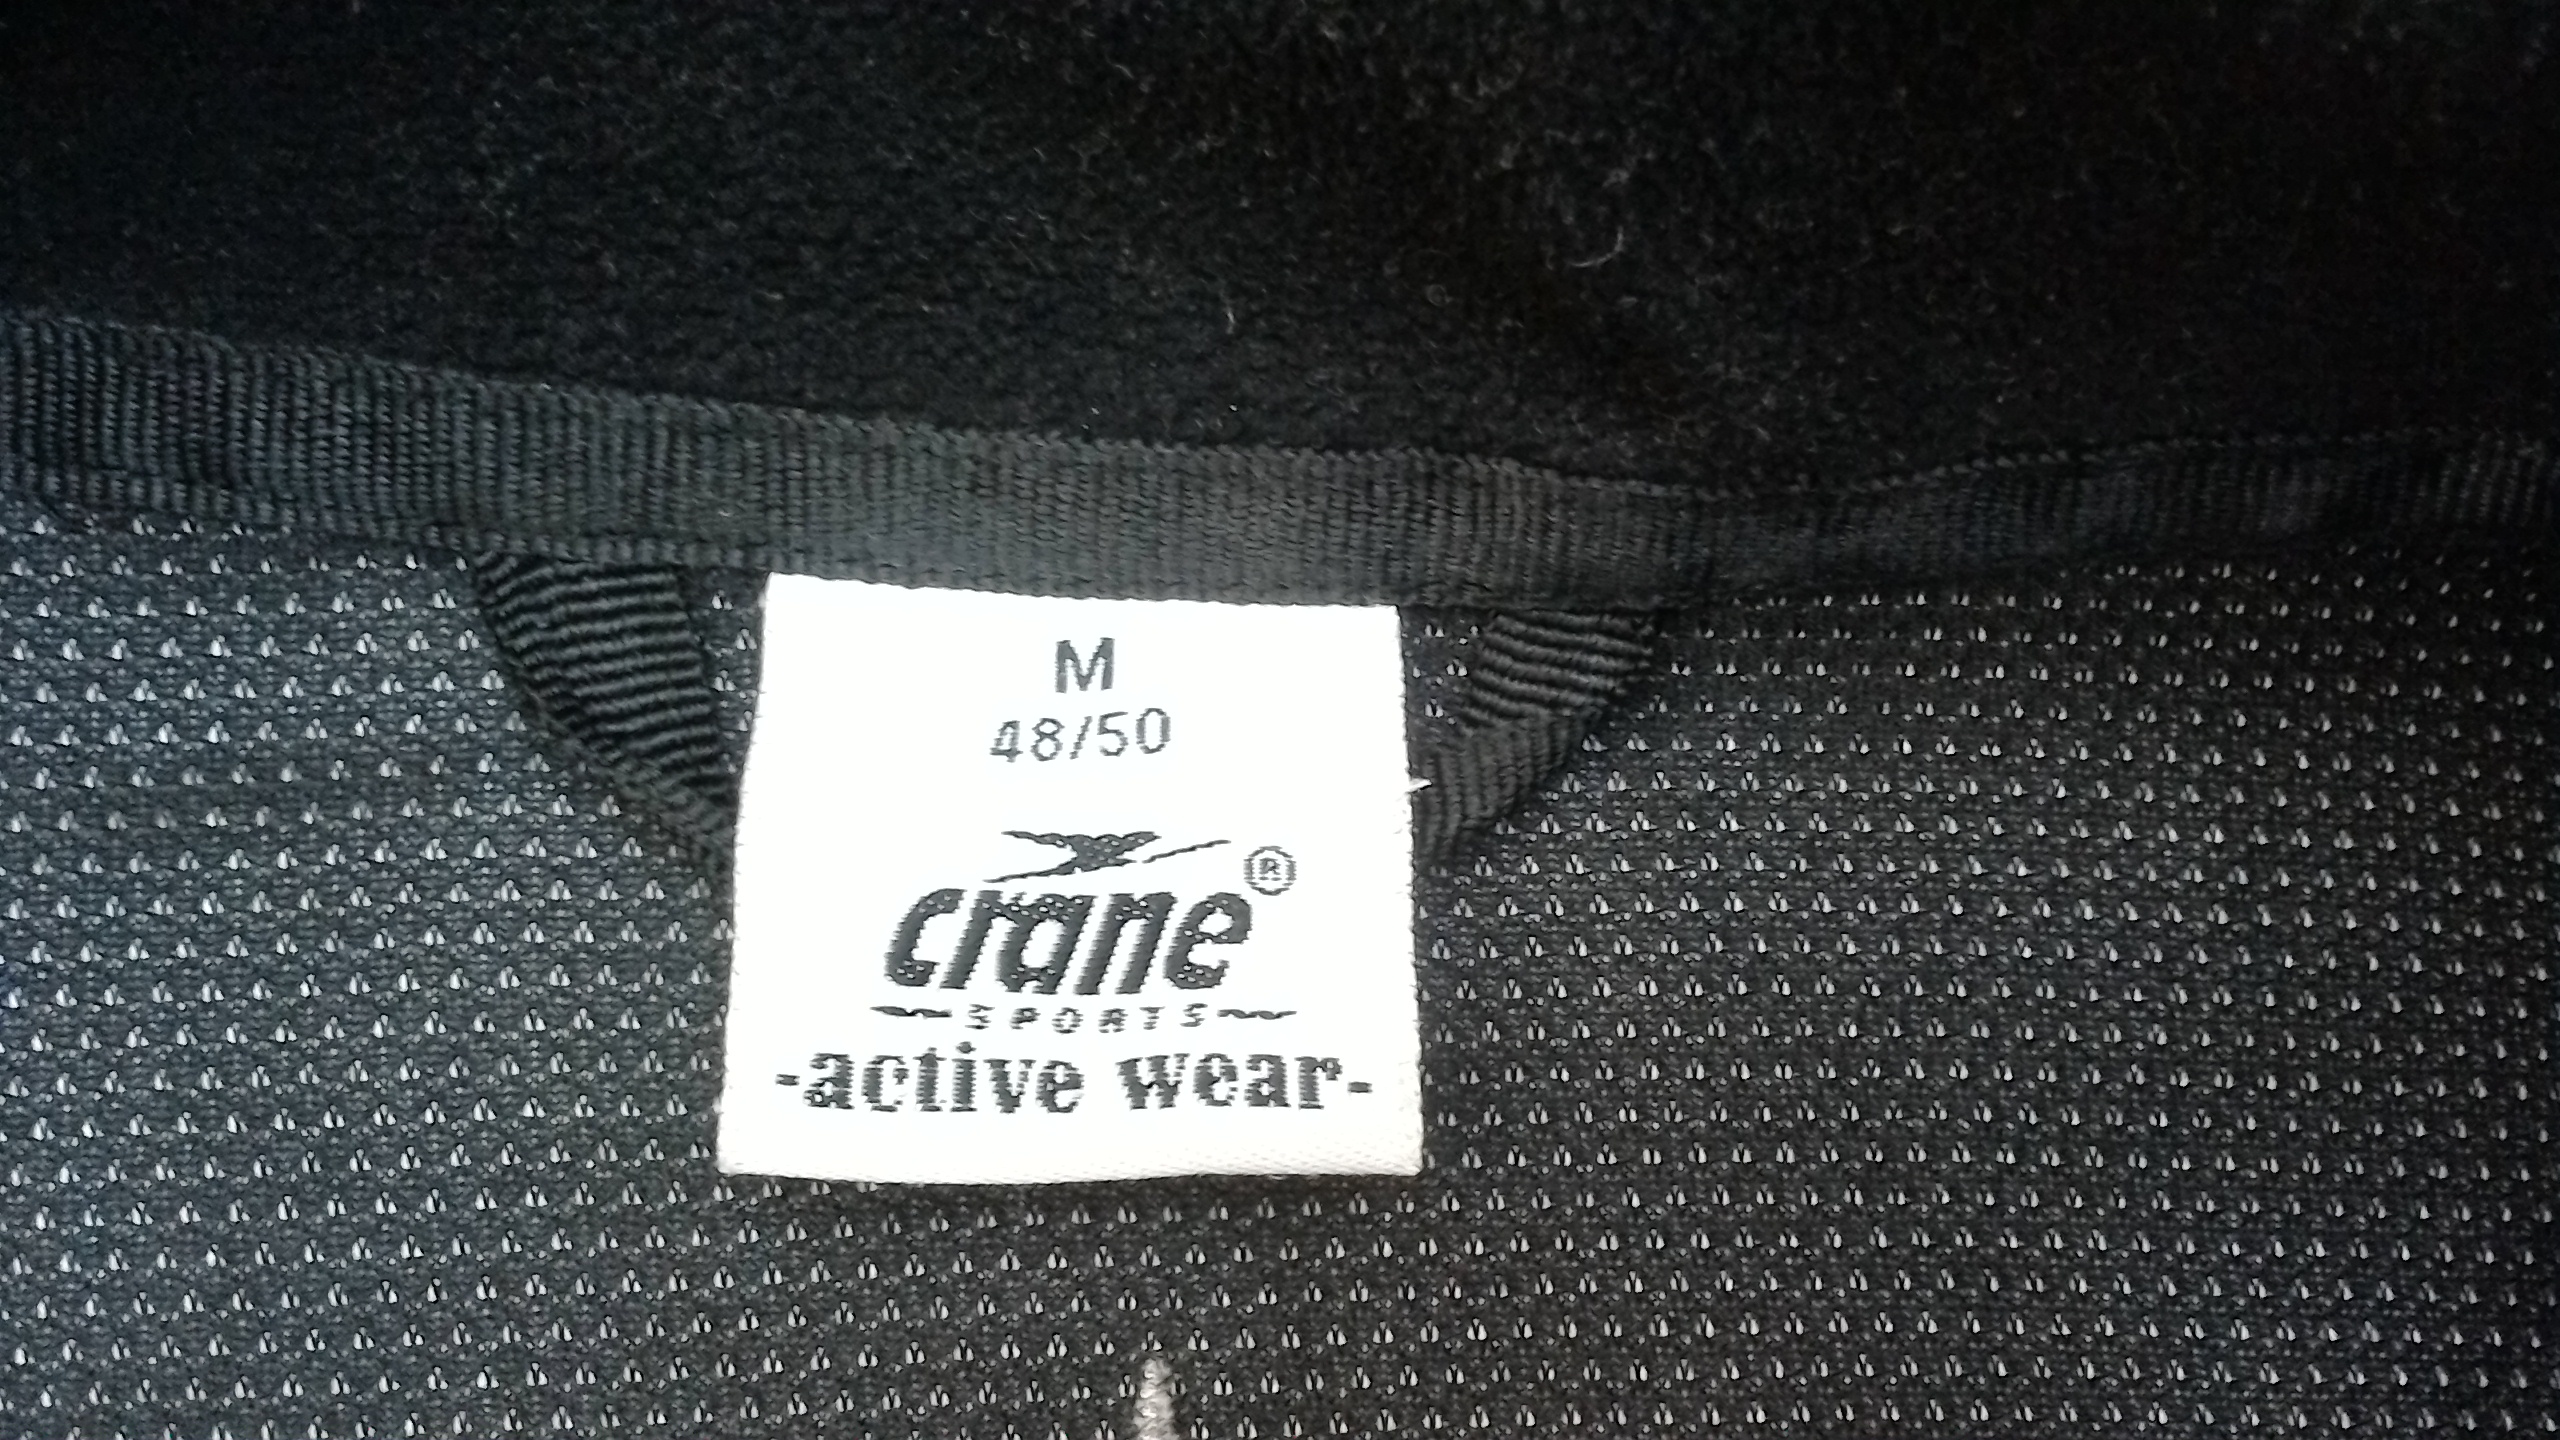 M
48/50
crane®
SPORTS
-active wear-